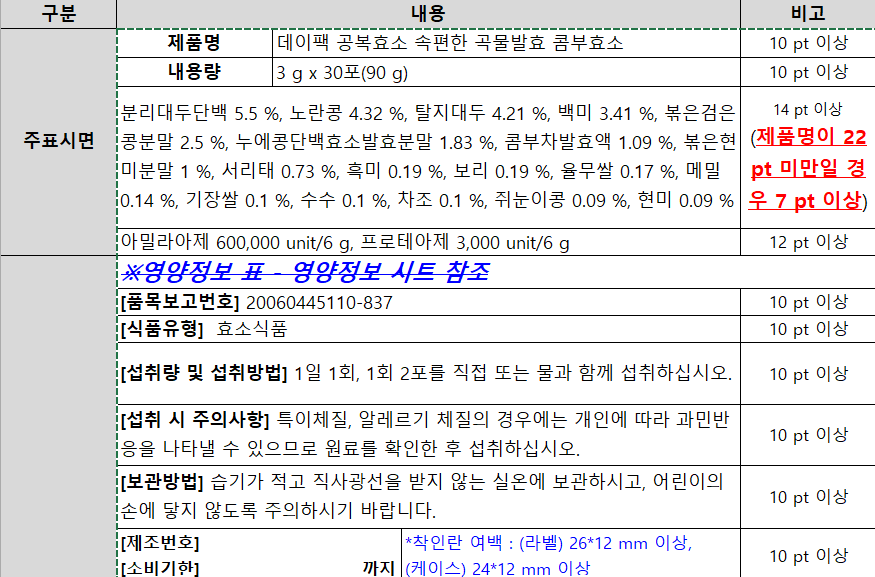 구분 내용 비고
제품명 데이팩 공복효소 속편한 곡물발효 콤부효소 10 pt 이상
내용량 3 g x 30포(90 g) 10 pt 이상
주표시면
분리대두단백 5.5 %, 노란콩 4.32 %, 탈지대두 4.21 %, 백미 3.41 %, 볶은검은
콩분말 2.5 %, 누에콩단백효소발효분말 1.83 %, 콤부차발효액 1.09 %, 볶은현
미분말 1 %, 서리태 0.73 %, 흑미 0.19 %, 보리 0.19 %, 율무쌀 0.17 %, 메밀
0.14 %, 기장쌀 0.1 %, 수수 0.1 %, 차조 0.1 %, 쥐눈이콩 0.09 %, 현미 0.09 %
14 pt 이상
(제품명이 22
pt 미만일 경
우 7 pt 이상)
아밀라아제 600,000 unit/6 g, 프로테아제 3,000 unit/6 g 12 pt 이상
※영양정보 표 - 영양정보 시트 참조
[품목보고번호] 20060445110-837 10 pt 이상
[식품유형] 효소식품 10 pt 이상
[섭취량 및 섭취방법] 1일 1회, 1회 2포를 직접 또는 물과 함께 섭취하십시오. 10 pt 이상
[섭취 시 주의사항] 특이체질, 알레르기 체질의 경우에는 개인에 따라 과민반
응을 나타낼 수 있으므로 원료를 확인한 후 섭취하십시오.
10 pt 이상
[보관방법] 습기가 적고 직사광선을 받지 않는 실온에 보관하시고, 어린이의
손에 닿지 않도록 주의하시기 바랍니다.
10 pt 이상
[제조번호]
[소비기한] 까지
*착인란 여백 : (라벨) 26*12 mm 이상,
(케이스) 24*12 mm 이상
10 pt 이상